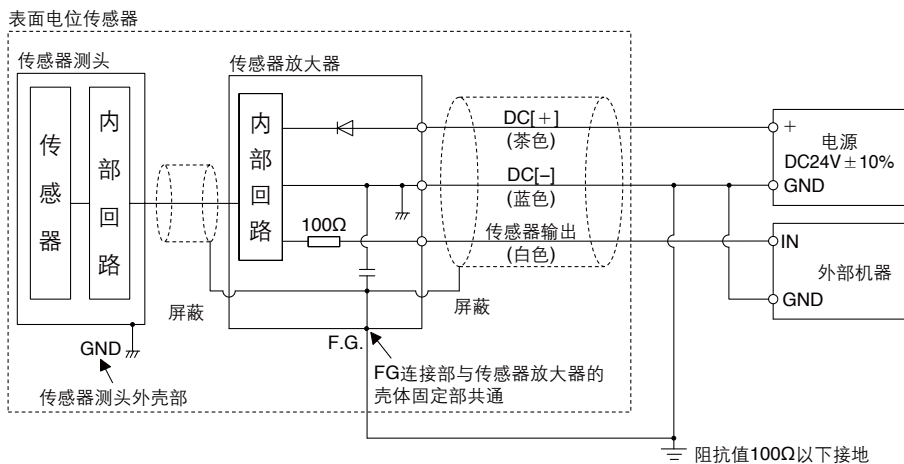 表面电位传感器
传感器测头
传感器放大器
传感器
内部回路
内部回路
DC[+]
(茶色)
DC[–]
(蓝色)
100Ω
传感器输出
(白色)
+
电源
DC24V±10%
GND
IN
外部机器
GND
屏蔽
屏蔽
GND
F.G.
传感器测头外壳部
FG连接部与传感器放大器的
壳体固定部共通
阻抗值100Ω以下接地